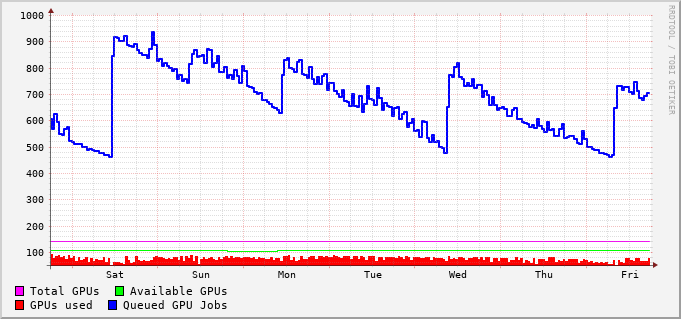 1000
900
800
700
600
500
400
300
200
100
Sat Sun Mon Tue Wed Thu Fri
Total GPUs Available GPUs
GPUs used Queued GPU Jobs
RRDTOOL / TOBI OETIKER